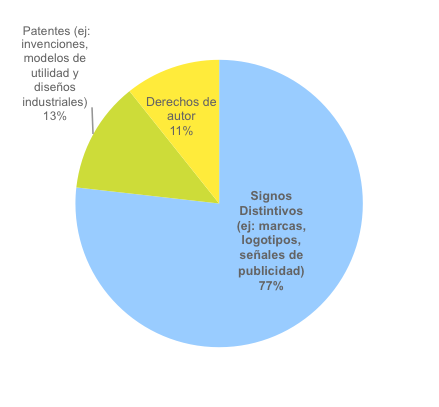 Patentes (ej:
invenciones,
modelos de
utilidad y
diseños
industriales)
13%
Derechos de
autor
11%
Signos
Distintivos
(ej: marcas,
logotipos,
señales de
publicidad)
77%